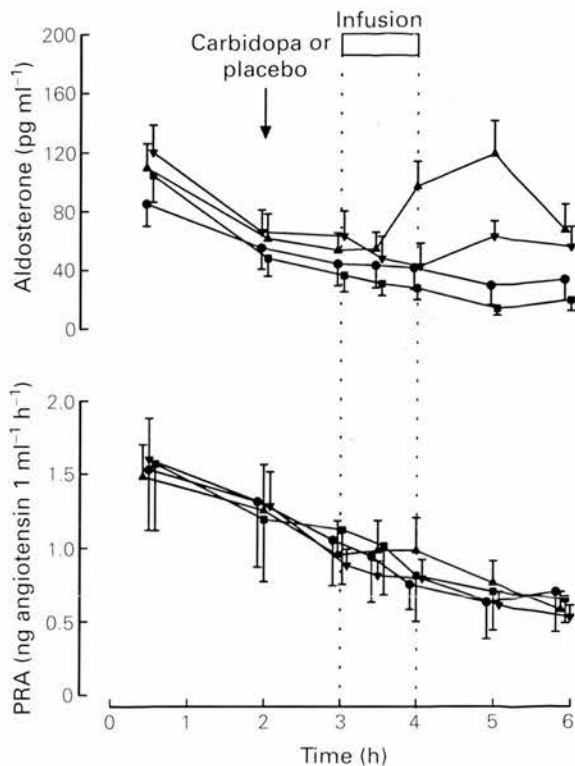 Infusion
Carbidopa or
placebo
Aldosterone (pg ml⁻¹)
200
160
120
80
40
0
PRA (ng angiotensin 1 ml⁻¹ h⁻¹)
2.0
1.5
1.0
0.5
0
0 1 2 3 4 5 6
Time (h)